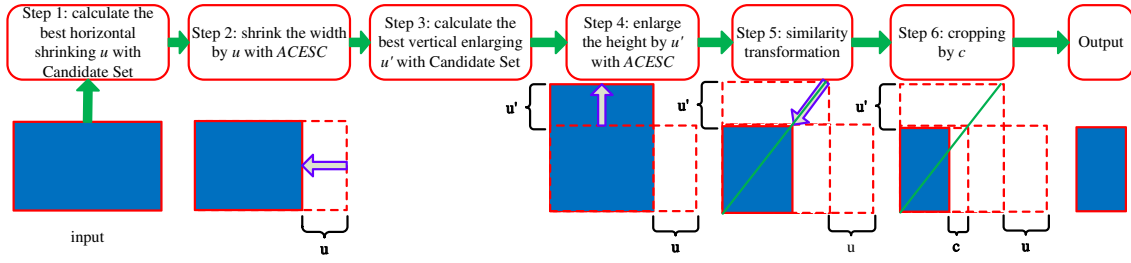 Step 1: calculate the
best horizontal
shrinking u with
Candidate Set
Step 2: shrink the width
by u with ACESC
Step 3: calculate the
best vertical enlarging
u' with Candidate Set
Step 4: enlarge
the height by u'
with ACESC
Step 5: similarity
transformation
Step 6: cropping
by c
Output
u'
u'
u'
input
u
u
u
c
u